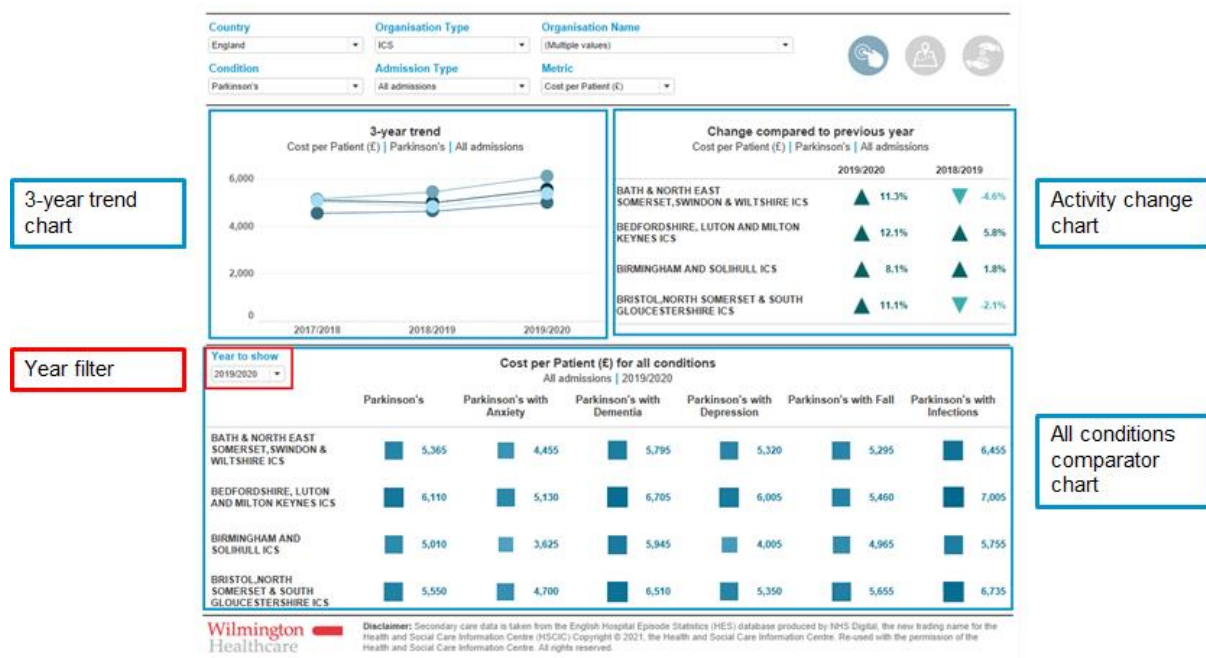 Country
Organisation Type
Organisation Name
England
ICS
(Multiple values)
Condition
Admission Type
Metric
Parkinson's
All admissions
Cost per Patient (£)
3-year trend
Cost per Patient (£) | Parkinson's | All admissions
6,000
4,000
2,000
0
2017/2018
2018/2019
2019/2020
Change compared to previous year
Cost per Patient (£) | Parkinson's | All admissions
2019/2020
2018/2019
BATH & NORTH EAST
SOMERSET,SWINDON & WILTSHIRE ICS
11.3%
-4.6%
BEDFORDSHIRE, LUTON AND MILTON
KEYNES ICS
12.1%
5.8%
BIRMINGHAM AND SOLIHULL ICS
8.1%
1.8%
BRISTOL,NORTH SOMERSET & SOUTH
GLOUCESTERSHIRE ICS
11.1%
-2.1%
3-year trend
chart
Activity change
chart
Year filter
Year to show
2019/2020
Cost per Patient (£) for all conditions
All admissions | 2019/2020
Parkinson's
Parkinson's with
Anxiety
Parkinson's with
Dementia
Parkinson's with
Depression
Parkinson's with Fall
Parkinson's with
Infections
BATH & NORTH EAST
SOMERSET,SWINDON &
WILTSHIRE ICS
5,365
4,455
5,795
5,320
5,295
6,455
BEDFORDSHIRE, LUTON
AND MILTON KEYNES ICS
6,110
5,130
6,705
6,005
5,460
7,005
BIRMINGHAM AND
SOLIHULL ICS
5,010
3,625
5,945
4,005
4,965
5,755
BRISTOL,NORTH
SOMERSET & SOUTH
GLOUCESTERSHIRE ICS
5,550
4,700
6,510
5,350
5,655
6,735
All conditions
comparator
chart
Wilmington
Healthcare
Disclaimer: Secondary care data is taken from the English Hospital Episode Statistics (HES) database produced by NHS Digital, the new trading name for the
Health and Social Care Information Centre (HSCIC) Copyright © 2021, the Health and Social Care Information Centre. Re-used with the permission of the
Health and Social Care Information Centre. All rights reserved.